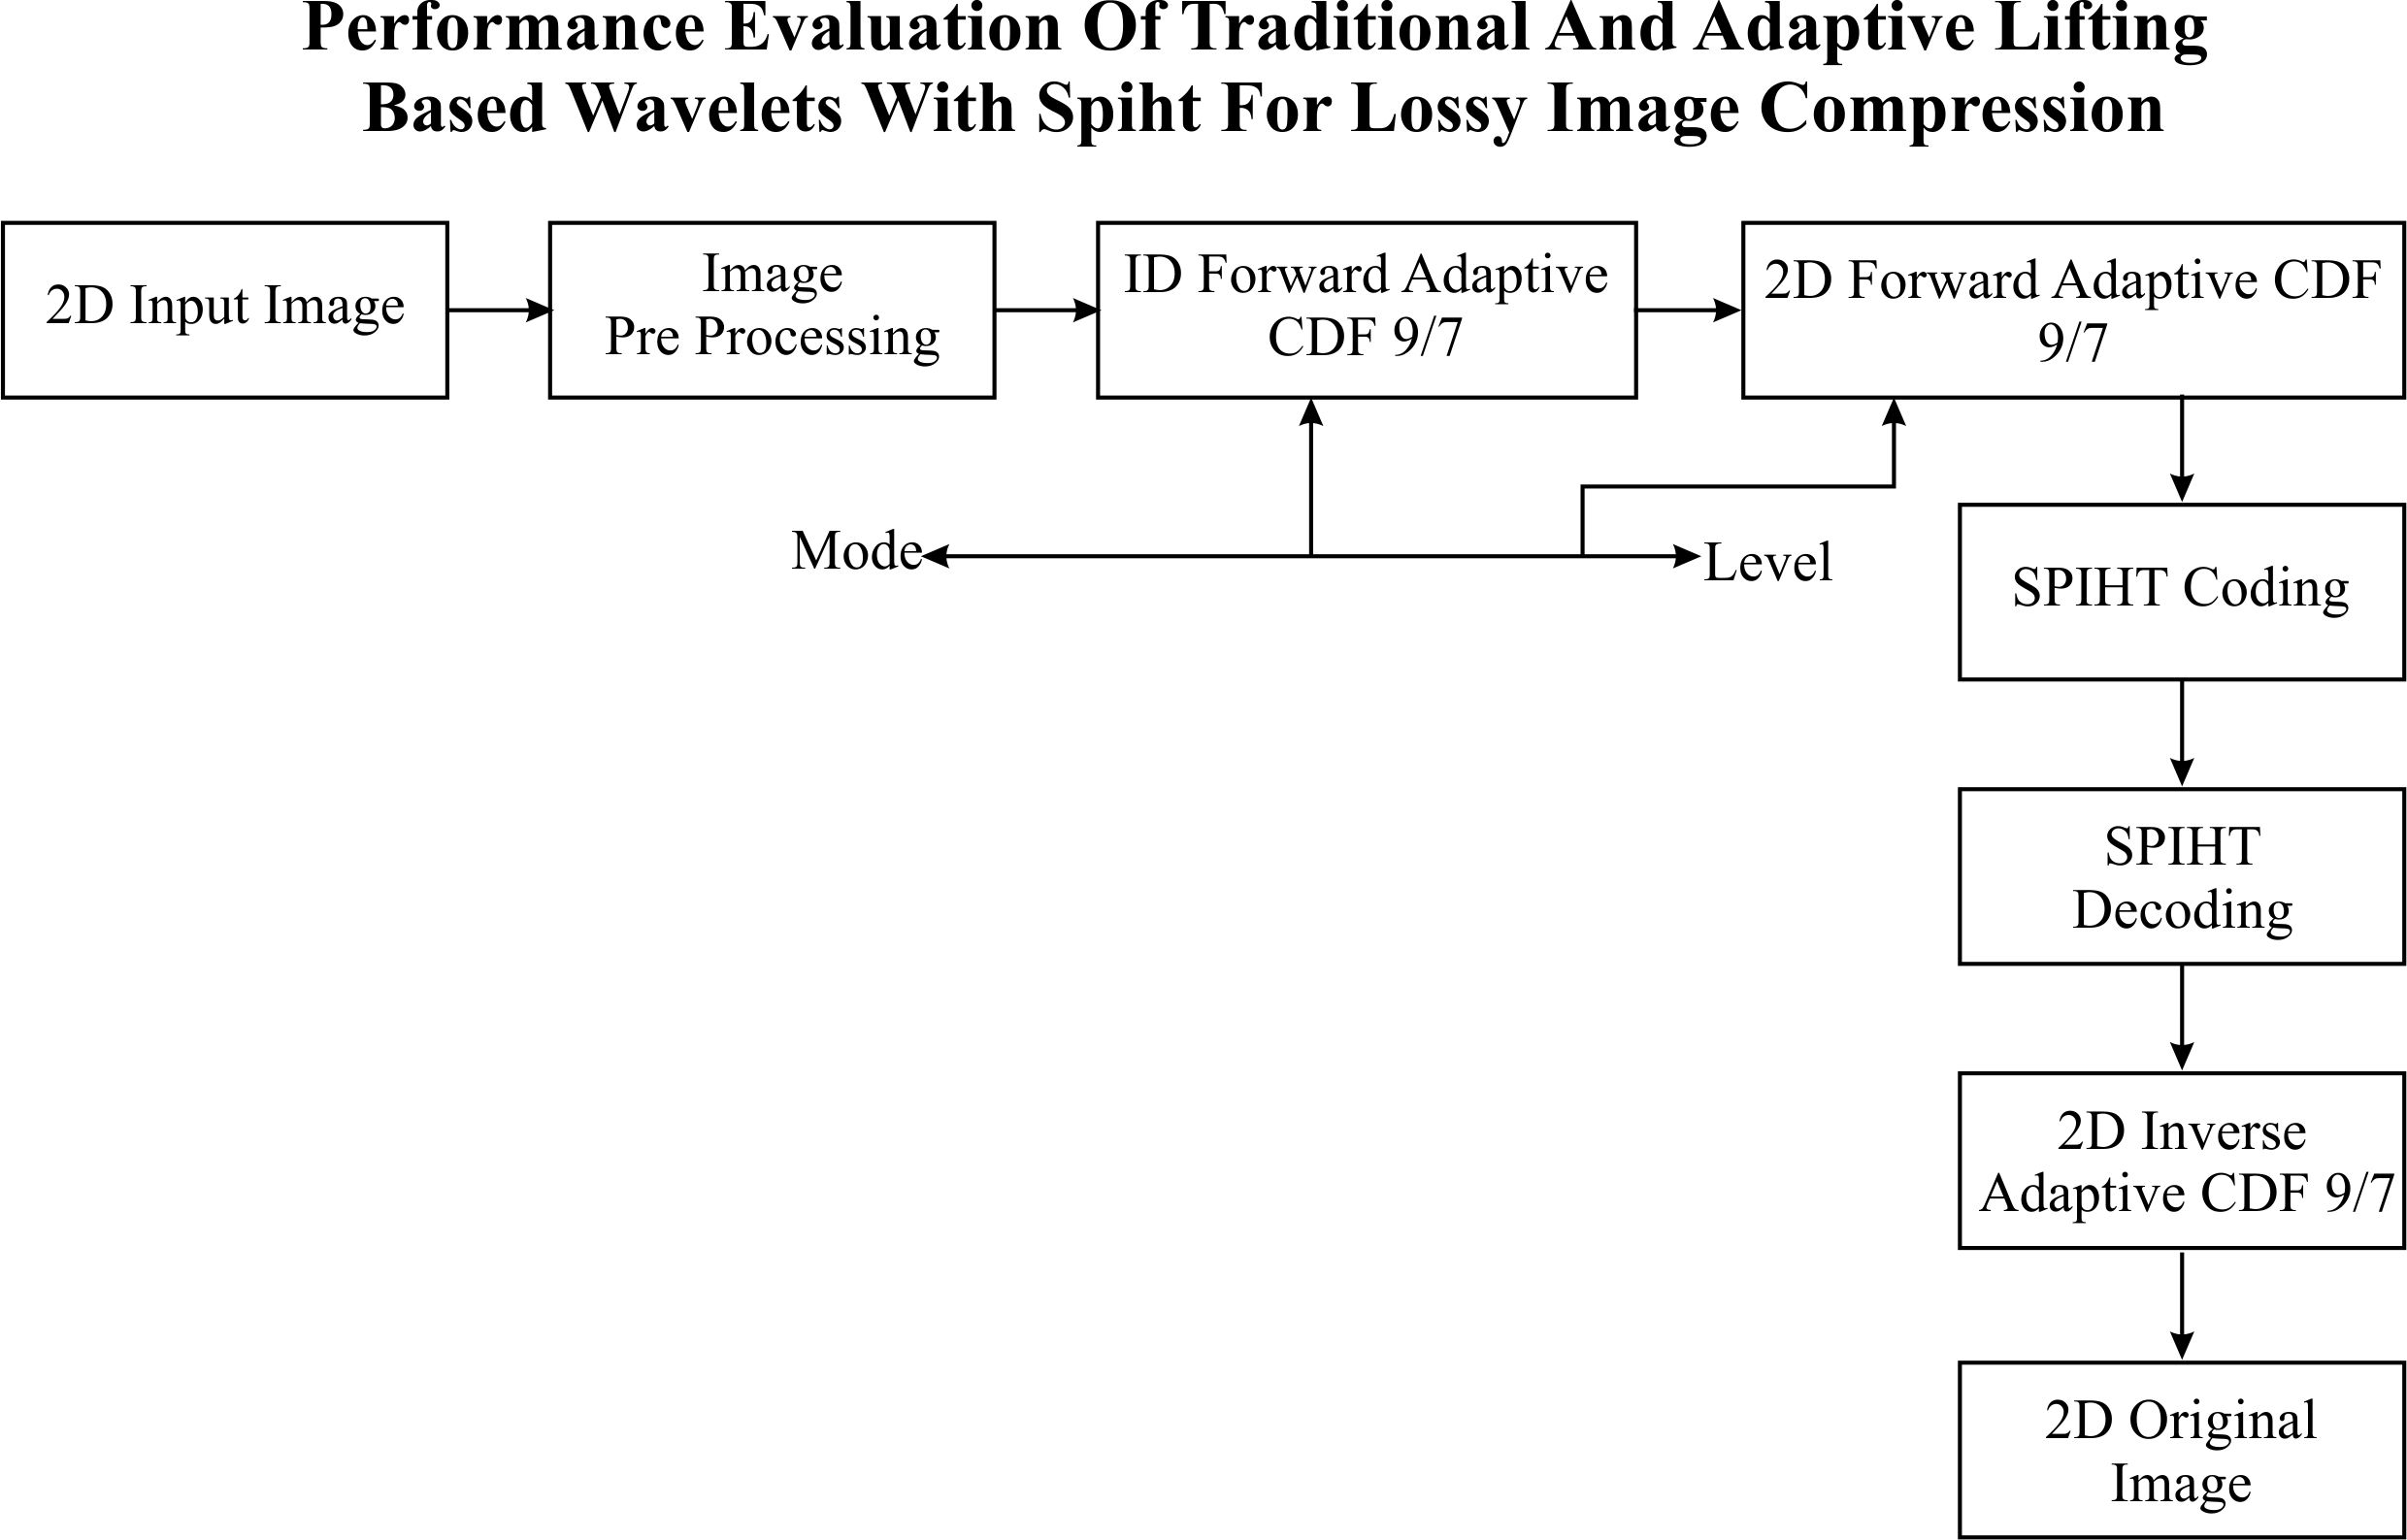 Performance Evaluation Of Traditional And Adaptive Lifting
Based Wavelets With Spiht For Lossy Image Compression
2D Input Image
Image
Pre Processing
ID Forward Adaptive
CDF 9/7
2D Forward Adaptive CDF
9/7
Mode
Level
SPIHT Coding
SPIHT
Decoding
2D Inverse
Adaptive CDF 9/7
2D Original
Image